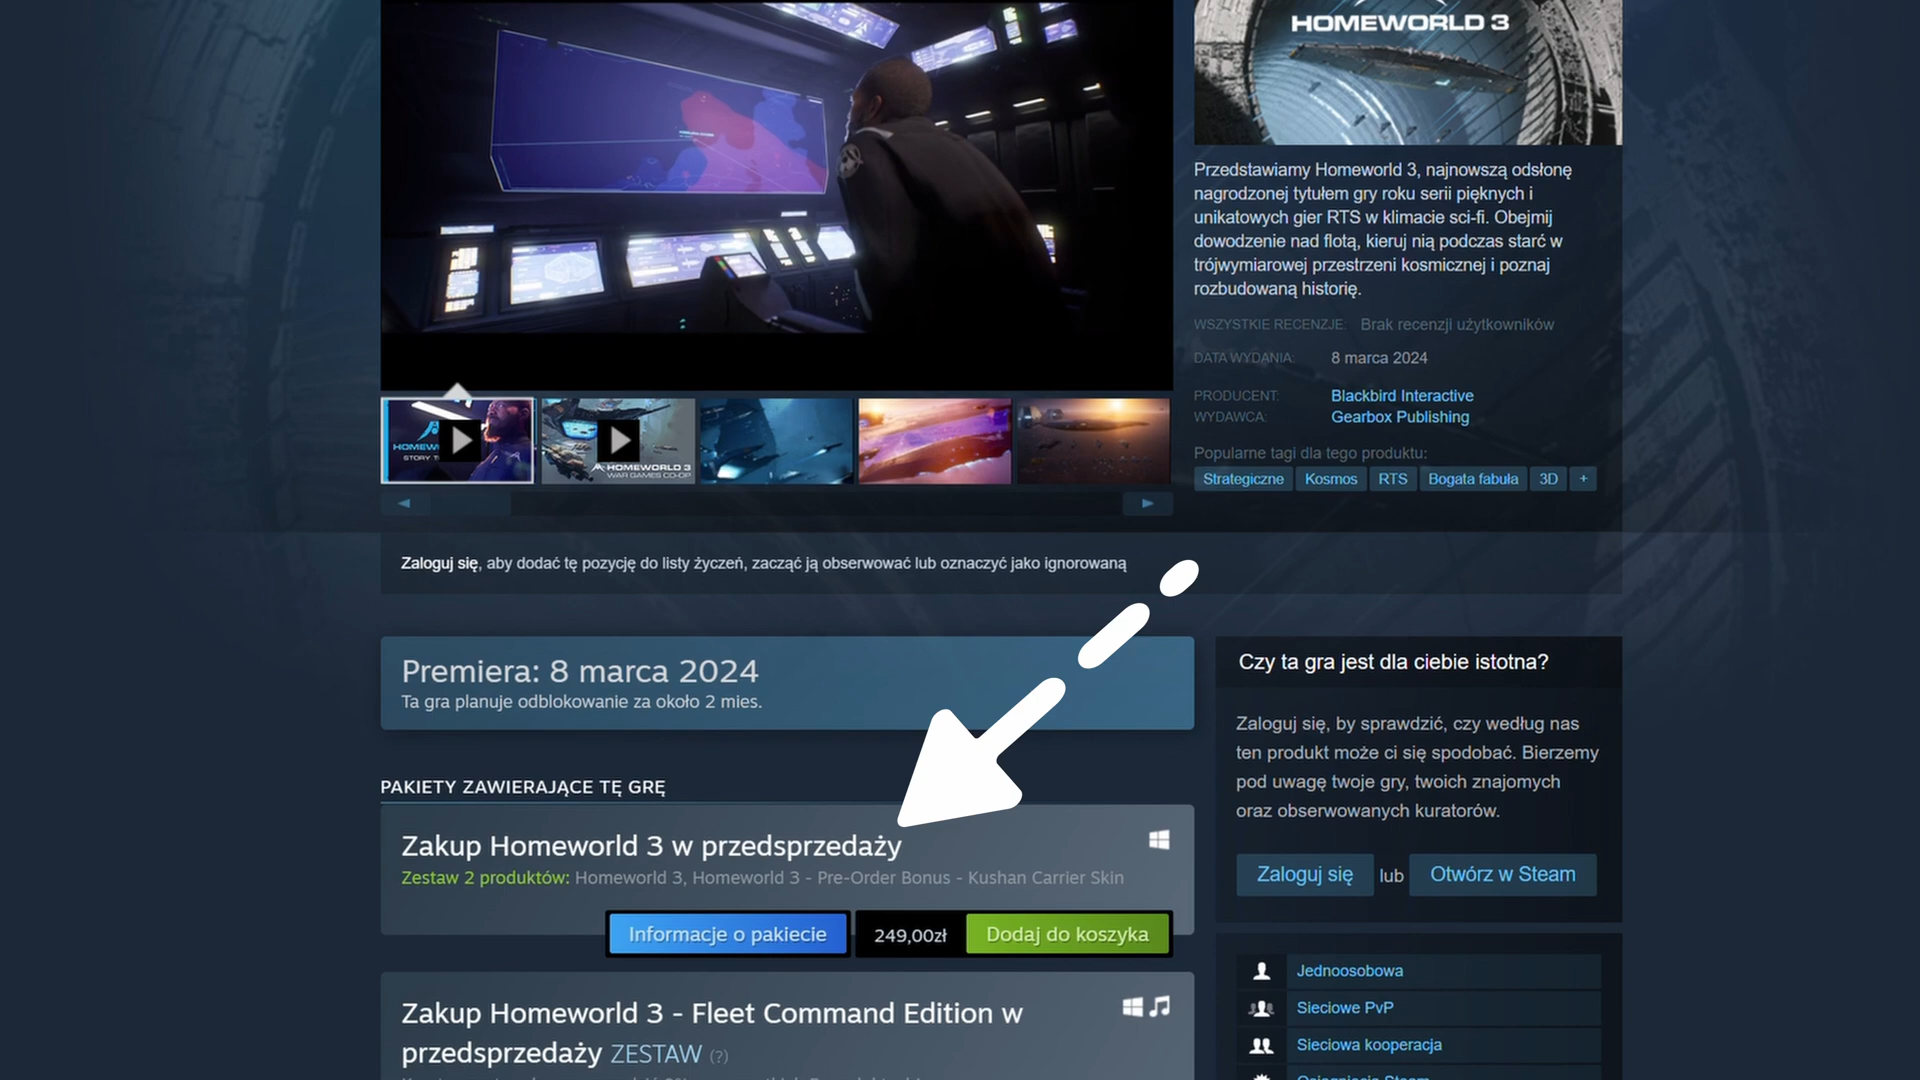 HOMEWORLD 3
Przedstawiamy Homeworld 3, najnowszą odsłonę
nagrodzonej tytułem gry roku serii pięknych i
unikatowych gier RTS w klimacie sci-fi. Obejmij
dowodzenie nad flotą, kieruj nią podczas starć w
trójwymiarowej przestrzeni kosmicznej i poznaj
rozbudowaną historię.
WSZYSTKIE RECENZJE: Brak recenzji użytkowników
DATA WYDANIA: 8 marca 2024
PRODUCENT: Blackbird Interactive
WYDAWCA: Gearbox Publishing
Popularne tagi dla tego produktu:
Strategiczne Kosmos RTS Bogata fabuła 3D +
HOMEWORLD 3
WAR GAMES CO-OP
Zaloguj się, aby dodać tę pozycję do listy życzeń, zacząć ją obserwować lub oznaczyć jako ignorowaną
Premiera: 8 marca 2024
Ta gra planuje odblokowanie za około 2 mies.
PAKIETY ZAWIERAJĄCE TĘ GRĘ
Zakup Homeworld 3 w przedsprzedaży
Zestaw 2 produktów: Homeworld 3, Homeworld 3 - Pre-Order Bonus - Kushan Carrier Skin
Informacje o pakiecie 249,00zł Dodaj do koszyka
Zakup Homeworld 3 - Fleet Command Edition w
przedsprzedaży ZESTAW (?)
Czy ta gra jest dla ciebie istotna?
Zaloguj się, by sprawdzić, czy według nas
ten produkt może ci się spodobać. Bierzemy
pod uwagę twoje gry, twoich znajomych
oraz obserwowanych kuratorów.
Zaloguj się lub Otwórz w Steam
Jednoosobowa
Sieciowe PvP
Sieciowa kooperacja